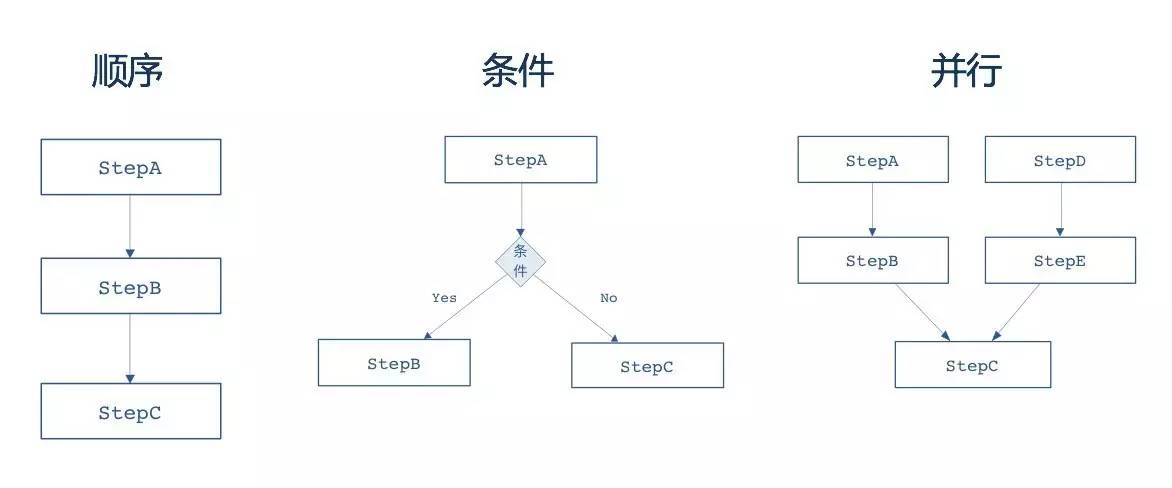 顺序
StepA
StepB
StepC
条件
StepA
条
件
Yes
No
StepB
StepC
并行
StepA
StepD
StepB
StepE
StepC